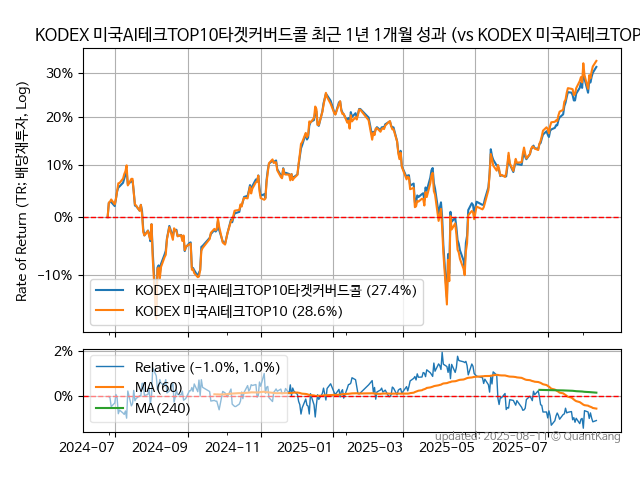 KODEX 미국AI테크TOP10타겟커버드콜 최근 1년 1개월 성과 (vs KODEX 미국AI테크TOP
Rate of Return (TR: 배당재투자, Log)
30%
20%
10%
0%
−10%
KODEX 미국AI테크TOP10타겟커버드콜 (27.4%)
KODEX 미국AI테크TOP10 (28.6%)
2%
0%
Relative (−1.0%, 1.0%)
MA(60)
MA(240)
2024−07 2024−09 2024−11 2025−01 2025−03 2025−05 2025−07
updated: 2025−08−11 © QuantKang